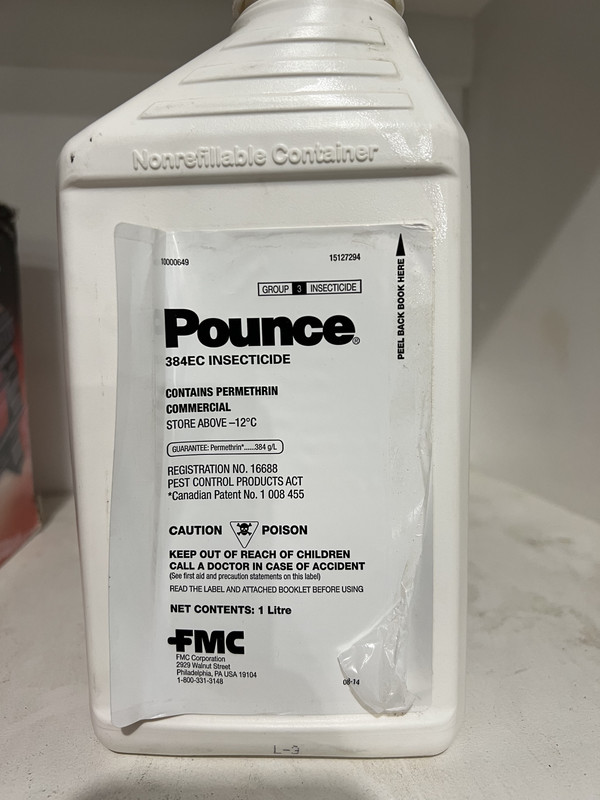 Nonrefillable Container
10000649
15127294
PEEL BACK BOOK HERE
GROUP 3 INSECTICIDE
Pounce®
384EC INSECTICIDE
CONTAINS PERMETHRIN
COMMERCIAL
STORE ABOVE –12°C
GUARANTEE: Permethrin*......384 g/L
REGISTRATION NO. 16688
PEST CONTROL PRODUCTS ACT
*Canadian Patent No. 1 008 455
CAUTION POISON
KEEP OUT OF REACH OF CHILDREN
CALL A DOCTOR IN CASE OF ACCIDENT
(See first aid and precaution statements on this label)
READ THE LABEL AND ATTACHED BOOKLET BEFORE USING
NET CONTENTS: 1 Litre
FMC
FMC Corporation
2929 Walnut Street
Philadelphia, PA USA 19104
1-800-331-3148
08-14
L-3